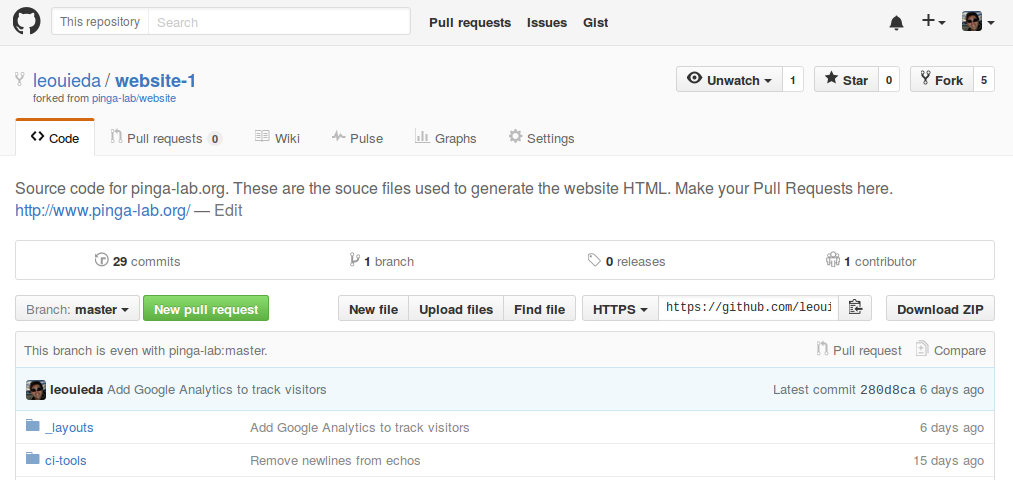 This repository Search Pull requests Issues Gist
leouieda / website-1 Unwatch 1 Star 0 Fork 5
forked from pinga-lab/website
Code Pull requests 0 Wiki Pulse Graphs Settings
Source code for pinga-lab.org. These are the souce files used to generate the website HTML. Make your Pull Requests here.
http://www.pinga-lab.org/ — Edit
29 commits 1 branch 0 releases 1 contributor
Branch: master New pull request New file Upload files Find file HTTPS https://github.com/leoui Download ZIP
This branch is even with pinga-lab:master. Pull request Compare
leouieda Add Google Analytics to track visitors Latest commit 280d8ca 6 days ago
_layouts Add Google Analytics to track visitors 6 days ago
ci-tools Remove newlines from echos 15 days ago